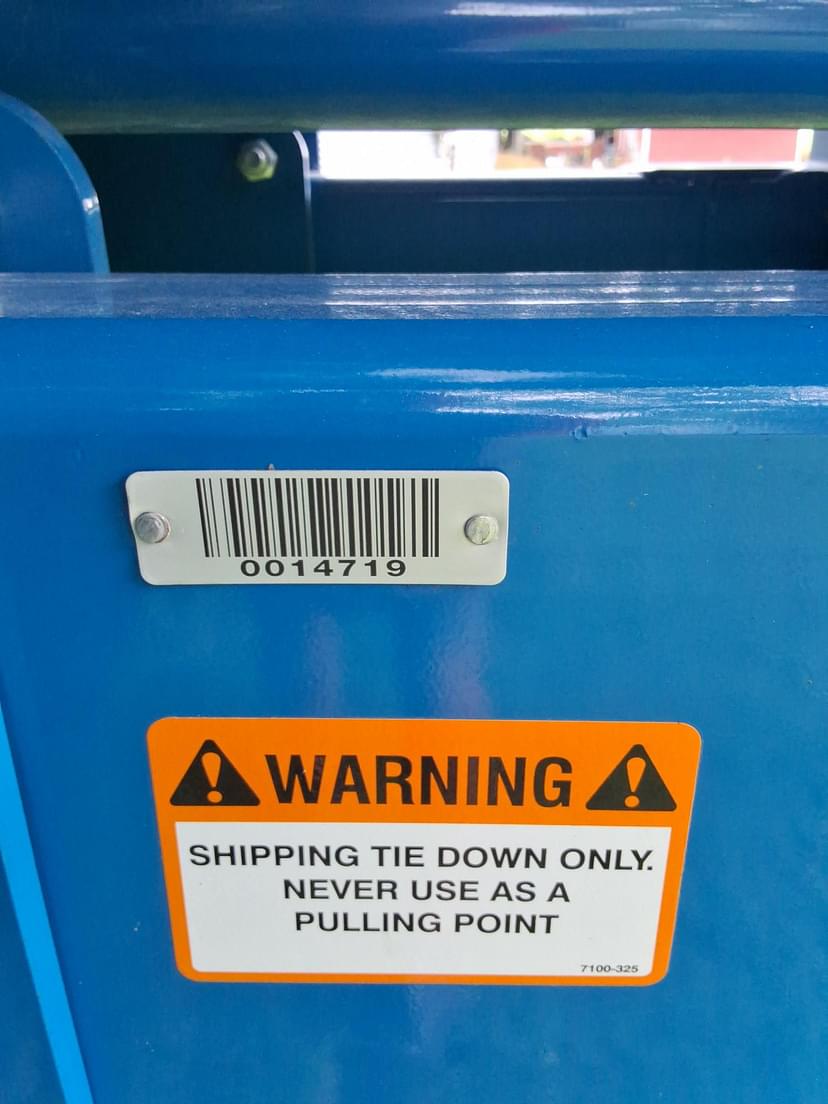 0014719
WARNING
SHIPPING TIE DOWN ONLY.
NEVER USE AS A
PULLING POINT
7100-325